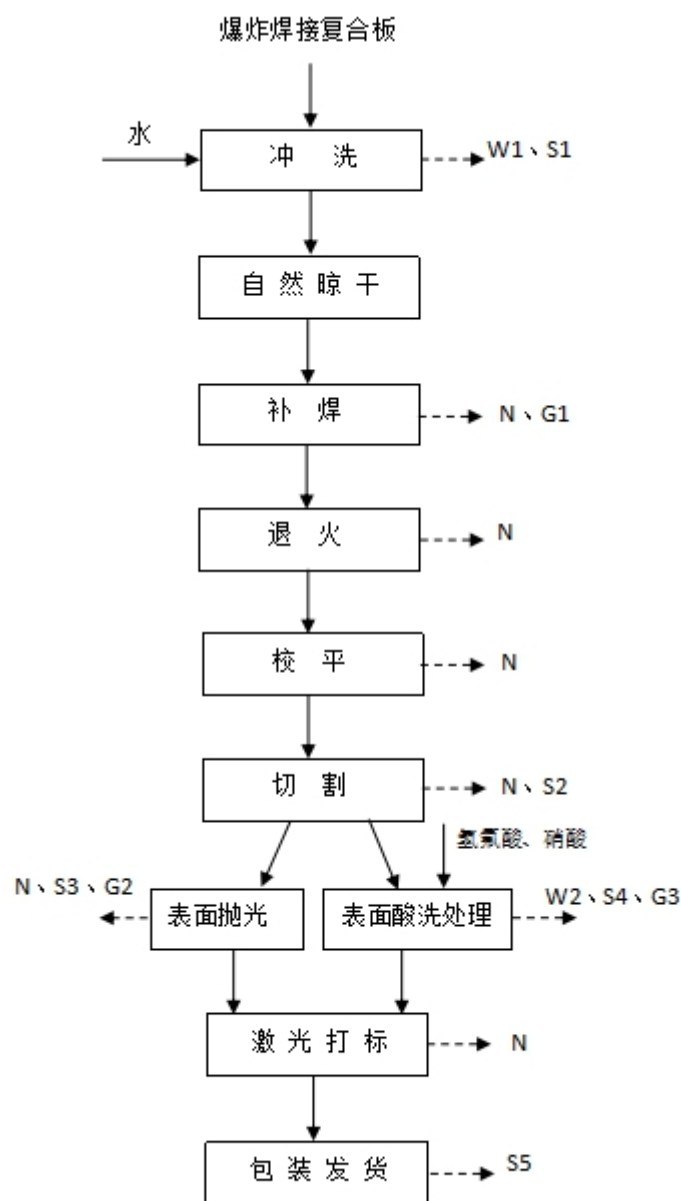 爆炸焊接复合板
水
冲 洗
W1、S1
自 然 晾 干
补 焊
N、G1
退 火
N
校 平
N
切 割
N、S2
氢氟酸、硝酸
N、S3、G2
表面抛光
表面酸洗处理
W2、S4、G3
激 光 打 标
N
包 装 发 货
S5